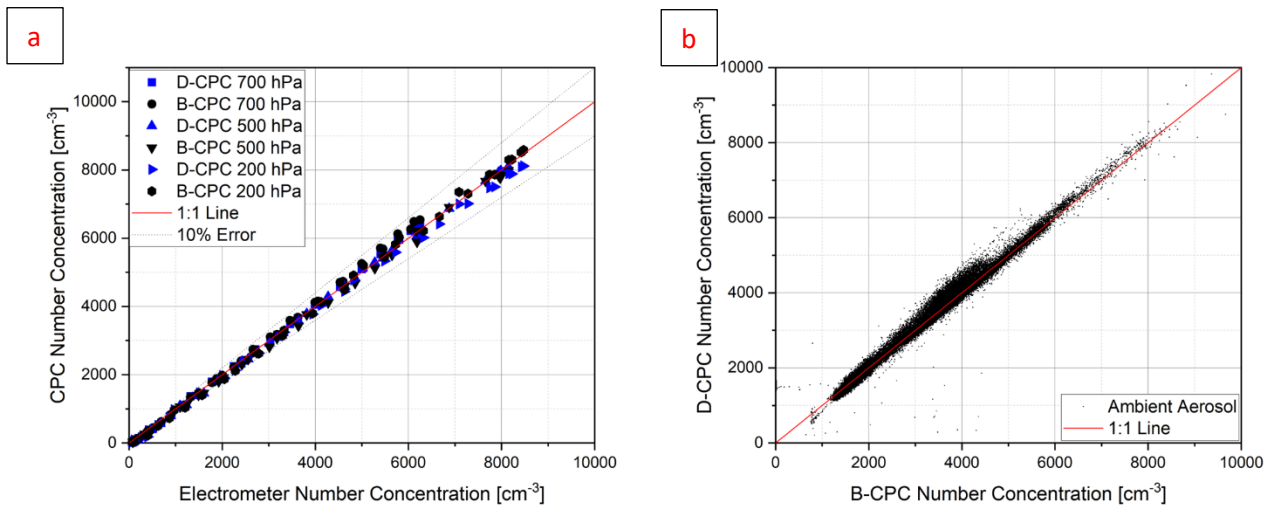 a
D-CPC 700 hPa
B-CPC 700 hPa
D-CPC 500 hPa
B-CPC 500 hPa
D-CPC 200 hPa
B-CPC 200 hPa
1:1 Line
10% Error
CPC Number Concentration [cm⁻³]
10000
8000
6000
4000
2000
0
0 2000 4000 6000 8000 10000
Electrometer Number Concentration [cm⁻³]
b
D-CPC Number Concentration [cm⁻³]
10000
8000
6000
4000
2000
0
Ambient Aerosol
1:1 Line
0 2000 4000 6000 8000 10000
B-CPC Number Concentration [cm⁻³]